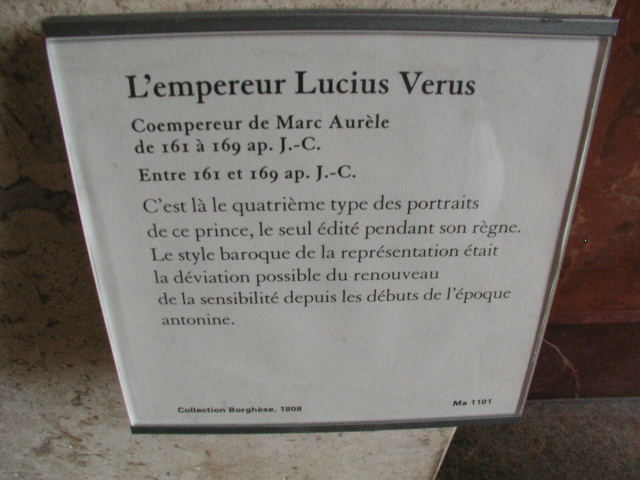 L'empereur Lucius Verus
Coempereur de Marc Aurèle
de 161 à 169 ap. J.-C.
Entre 161 et 169 ap. J.-C.
C'est là le quatrième type des portraits
de ce prince, le seul édité pendant son règne.
Le style baroque de la représentation était
la déviation possible du renouveau
de la sensibilité depuis les débuts de l'époque
antonine.
Collection Borghèse, 1808
Ma 1101